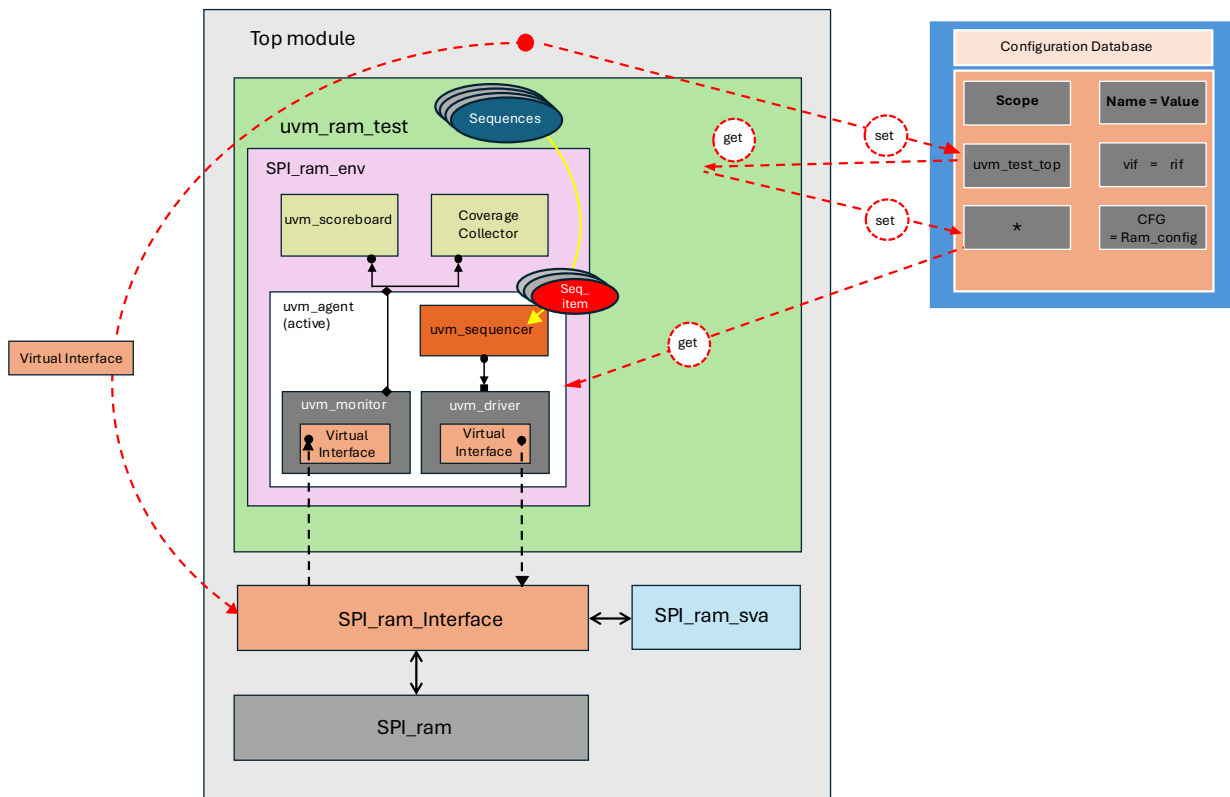 Top module
Configuration Database
Scope
Name = Value
uvm_test_top
vif = rif
*
CFG
= Ram_config
set
get
set
get
Sequences
uvm_ram_test
SPI_ram_env
uvm_scoreboard
Coverage
Collector
Seq_
item
uvm_agent
(active)
uvm_sequencer
Virtual Interface
uvm_monitor
Virtual
Interface
uvm_driver
Virtual
Interface
SPI_ram_Interface
SPI_ram_sva
SPI_ram